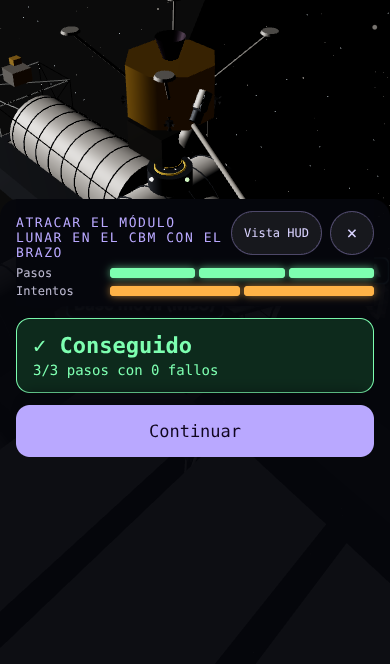 ATRACAR EL MÓDULO
LUNAR EN EL CBM CON EL
BRAZO
Vista HUD
✕
Pasos
Intentos
✓ Conseguido
3/3 pasos con 0 fallos
Continuar